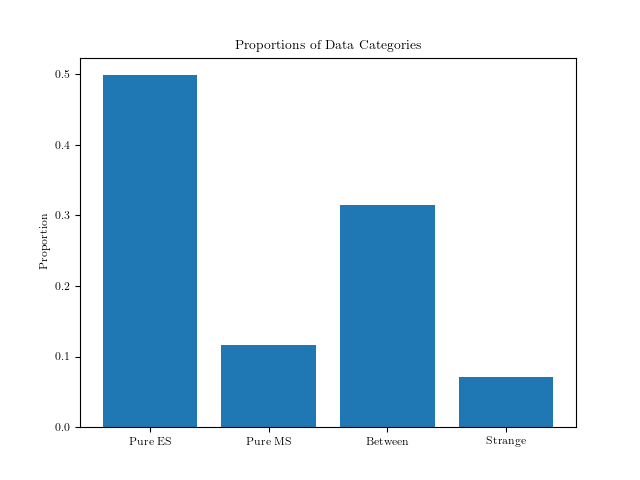 Proportions of Data Categories
Proportion
0.5
0.4
0.3
0.2
0.1
0.0
Pure ES
Pure MS
Between
Strange